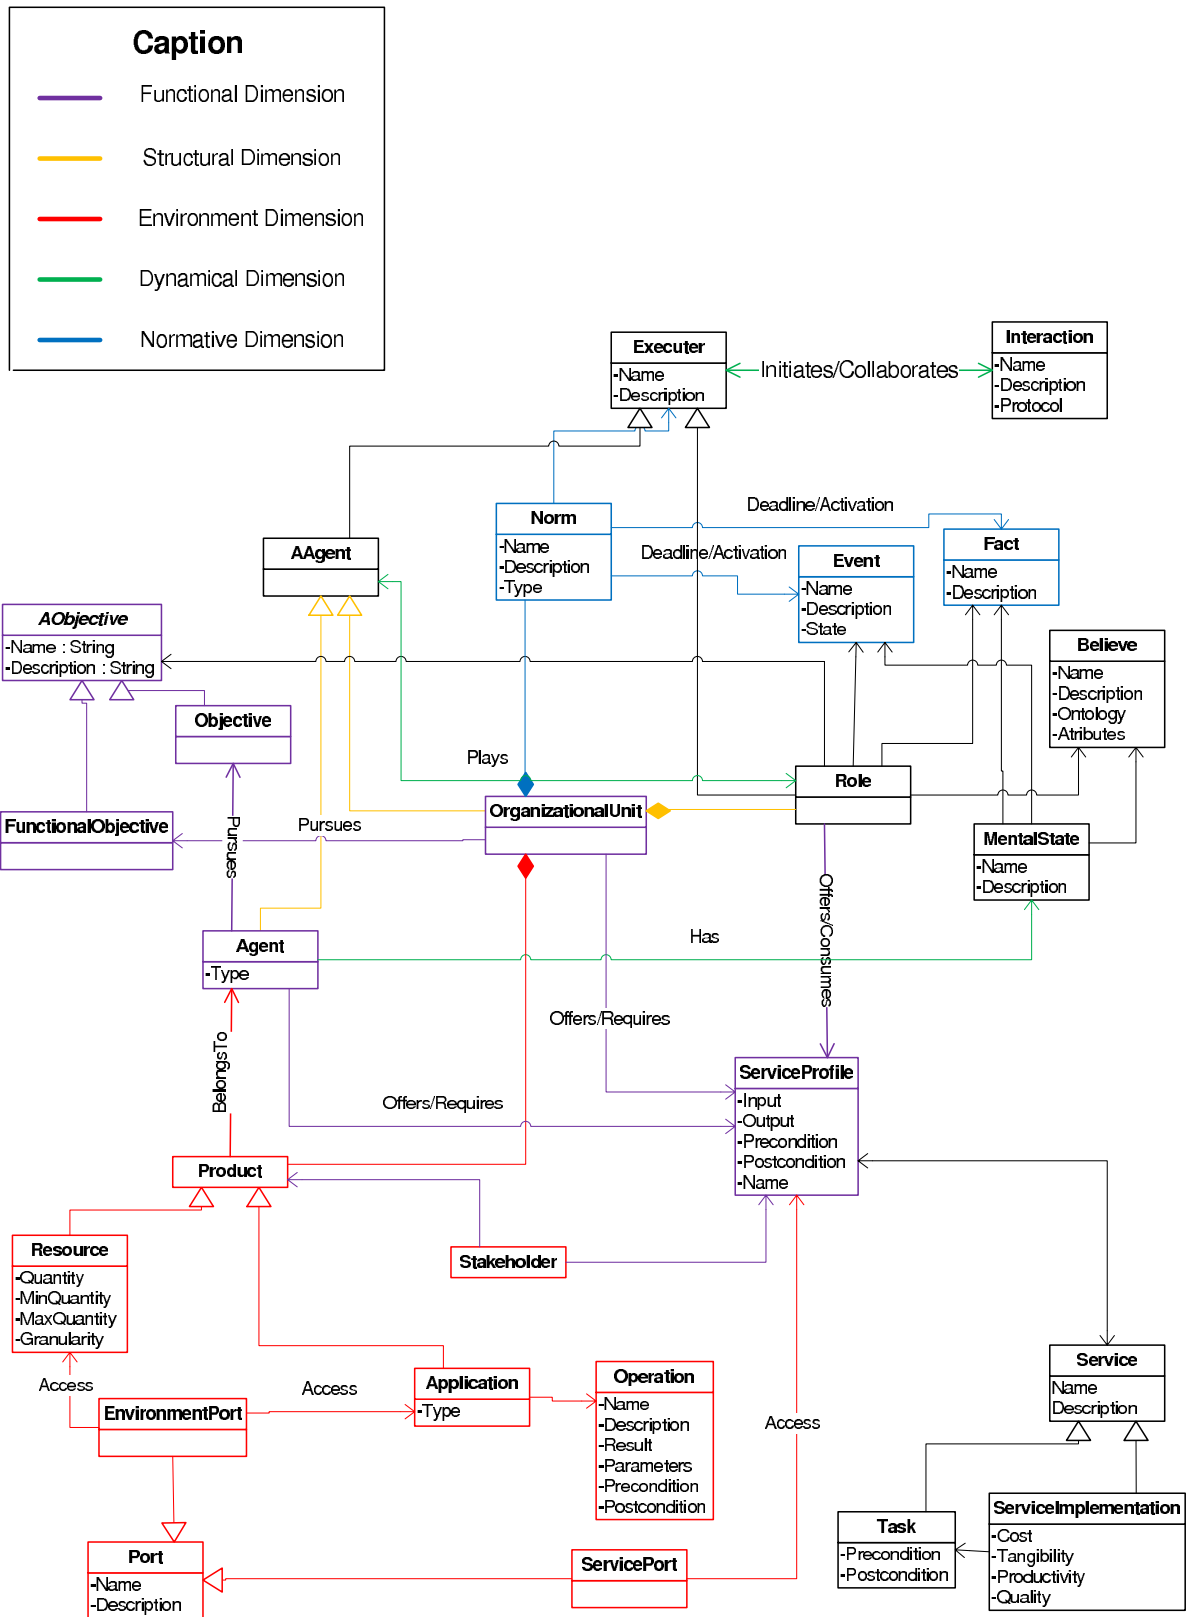 Caption
Functional Dimension
Structural Dimension
Environment Dimension
Dynamical Dimension
Normative Dimension
Executer
-Name
-Description
Initiates/Collaborates
Interaction
-Name
-Description
-Protocol
Norm
-Name
-Description
-Type
Deadline/Activation
Deadline/Activation
AAgent
Event
-Name
-Description
-State
Fact
-Name
-Description
AObjective
-Name : String
-Description : String
Believe
-Name
-Description
-Ontology
-Atributes
Objective
Plays
Role
OrganizationalUnit
FunctionalObjective
Pursues
Pursues
MentalState
-Name
-Description
Offers/Consumes
Agent
-Type
Has
Offers/Requires
BelongsTo
Offers/Requires
ServiceProfile
-Input
-Output
-Precondition
-Postcondition
-Name
Product
Resource
-Quantity
-MinQuantity
-MaxQuantity
-Granularity
Stakeholder
Service
Name
Description
Access
Access
EnvironmentPort
Application
-Type
Operation
-Name
-Description
-Result
-Parameters
-Precondition
-Postcondition
Access
Task
-Precondition
-Postcondition
ServiceImplementation
-Cost
-Tangibility
-Productivity
-Quality
Port
-Name
-Description
ServicePort